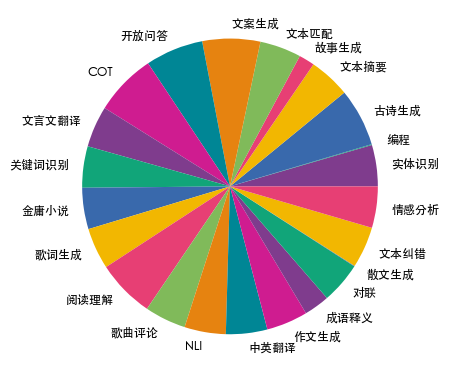 文案生成
文本匹配
故事生成
文本摘要
古诗生成
编程
实体识别
情感分析
文本纠错
散文生成
对联
成语释义
作文生成
中英翻译
NLI
歌曲评论
阅读理解
歌词生成
金庸小说
关键词识别
文言文翻译
COT
开放问答